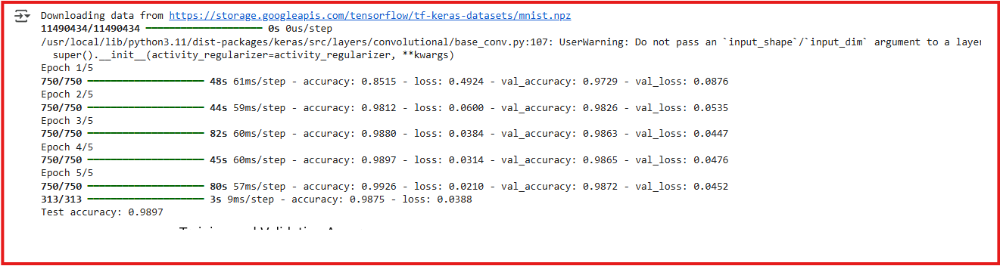 Downloading data from https://storage.googleapis.com/tensorflow/tf-keras-datasets/mnist.npz
11490434/11490434 ━━━━━━━━━━━━━━━━━━━━ 0s 0us/step
/usr/local/lib/python3.11/dist-packages/keras/src/layers/convolutional/base_conv.py:107: UserWarning: Do not pass an `input_shape`/`input_dim` argument to a layer
  super().__init__(activity_regularizer=activity_regularizer, **kwargs)
Epoch 1/5
750/750 ━━━━━━━━━━━━━━━━━━━━ 48s 61ms/step - accuracy: 0.8515 - loss: 0.4924 - val_accuracy: 0.9729 - val_loss: 0.0876
Epoch 2/5
750/750 ━━━━━━━━━━━━━━━━━━━━ 44s 59ms/step - accuracy: 0.9812 - loss: 0.0600 - val_accuracy: 0.9826 - val_loss: 0.0535
Epoch 3/5
750/750 ━━━━━━━━━━━━━━━━━━━━ 82s 60ms/step - accuracy: 0.9880 - loss: 0.0384 - val_accuracy: 0.9863 - val_loss: 0.0447
Epoch 4/5
750/750 ━━━━━━━━━━━━━━━━━━━━ 45s 60ms/step - accuracy: 0.9897 - loss: 0.0314 - val_accuracy: 0.9865 - val_loss: 0.0476
Epoch 5/5
750/750 ━━━━━━━━━━━━━━━━━━━━ 80s 57ms/step - accuracy: 0.9926 - loss: 0.0210 - val_accuracy: 0.9872 - val_loss: 0.0452
313/313 ━━━━━━━━━━━━━━━━━━━━ 3s 9ms/step - accuracy: 0.9875 - loss: 0.0388
Test accuracy: 0.9897